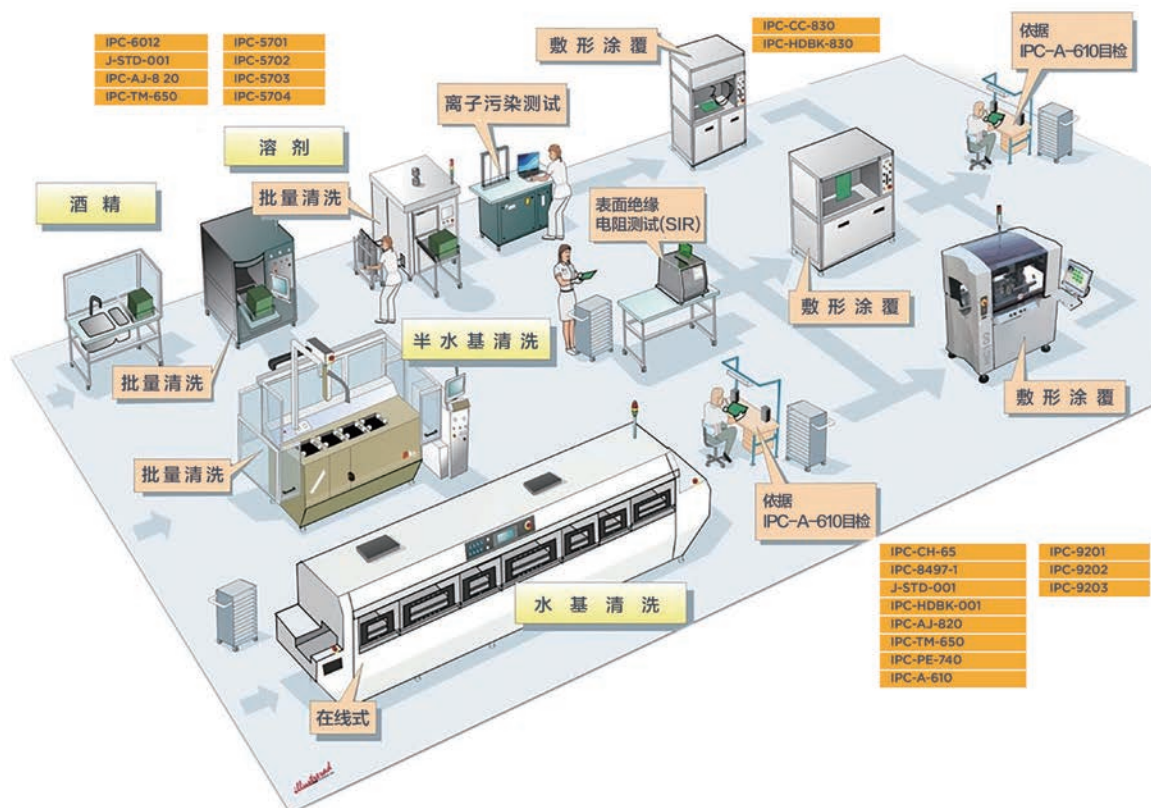 IPC-6012
J-STD-001
IPC-AJ-8 20
IPC-TM-650
IPC-5701
IPC-5702
IPC-5703
IPC-5704
敷形涂覆
IPC-CC-830
IPC-HDBK-830
依据
IPC-A-610目检
离子污染测试
溶剂
批量清洗
酒精
批量清洗
表面绝缘
电阻测试(SIR)
敷形涂覆
敷形涂覆
半水基清洗
批量清洗
依据
IPC-A-610目检
水基清洗
在线式
IPC-CH-65
IPC-8497-1
J-STD-001
IPC-HDBK-001
IPC-AJ-820
IPC-TM-650
IPC-PE-740
IPC-A-610
IPC-9201
IPC-9202
IPC-9203